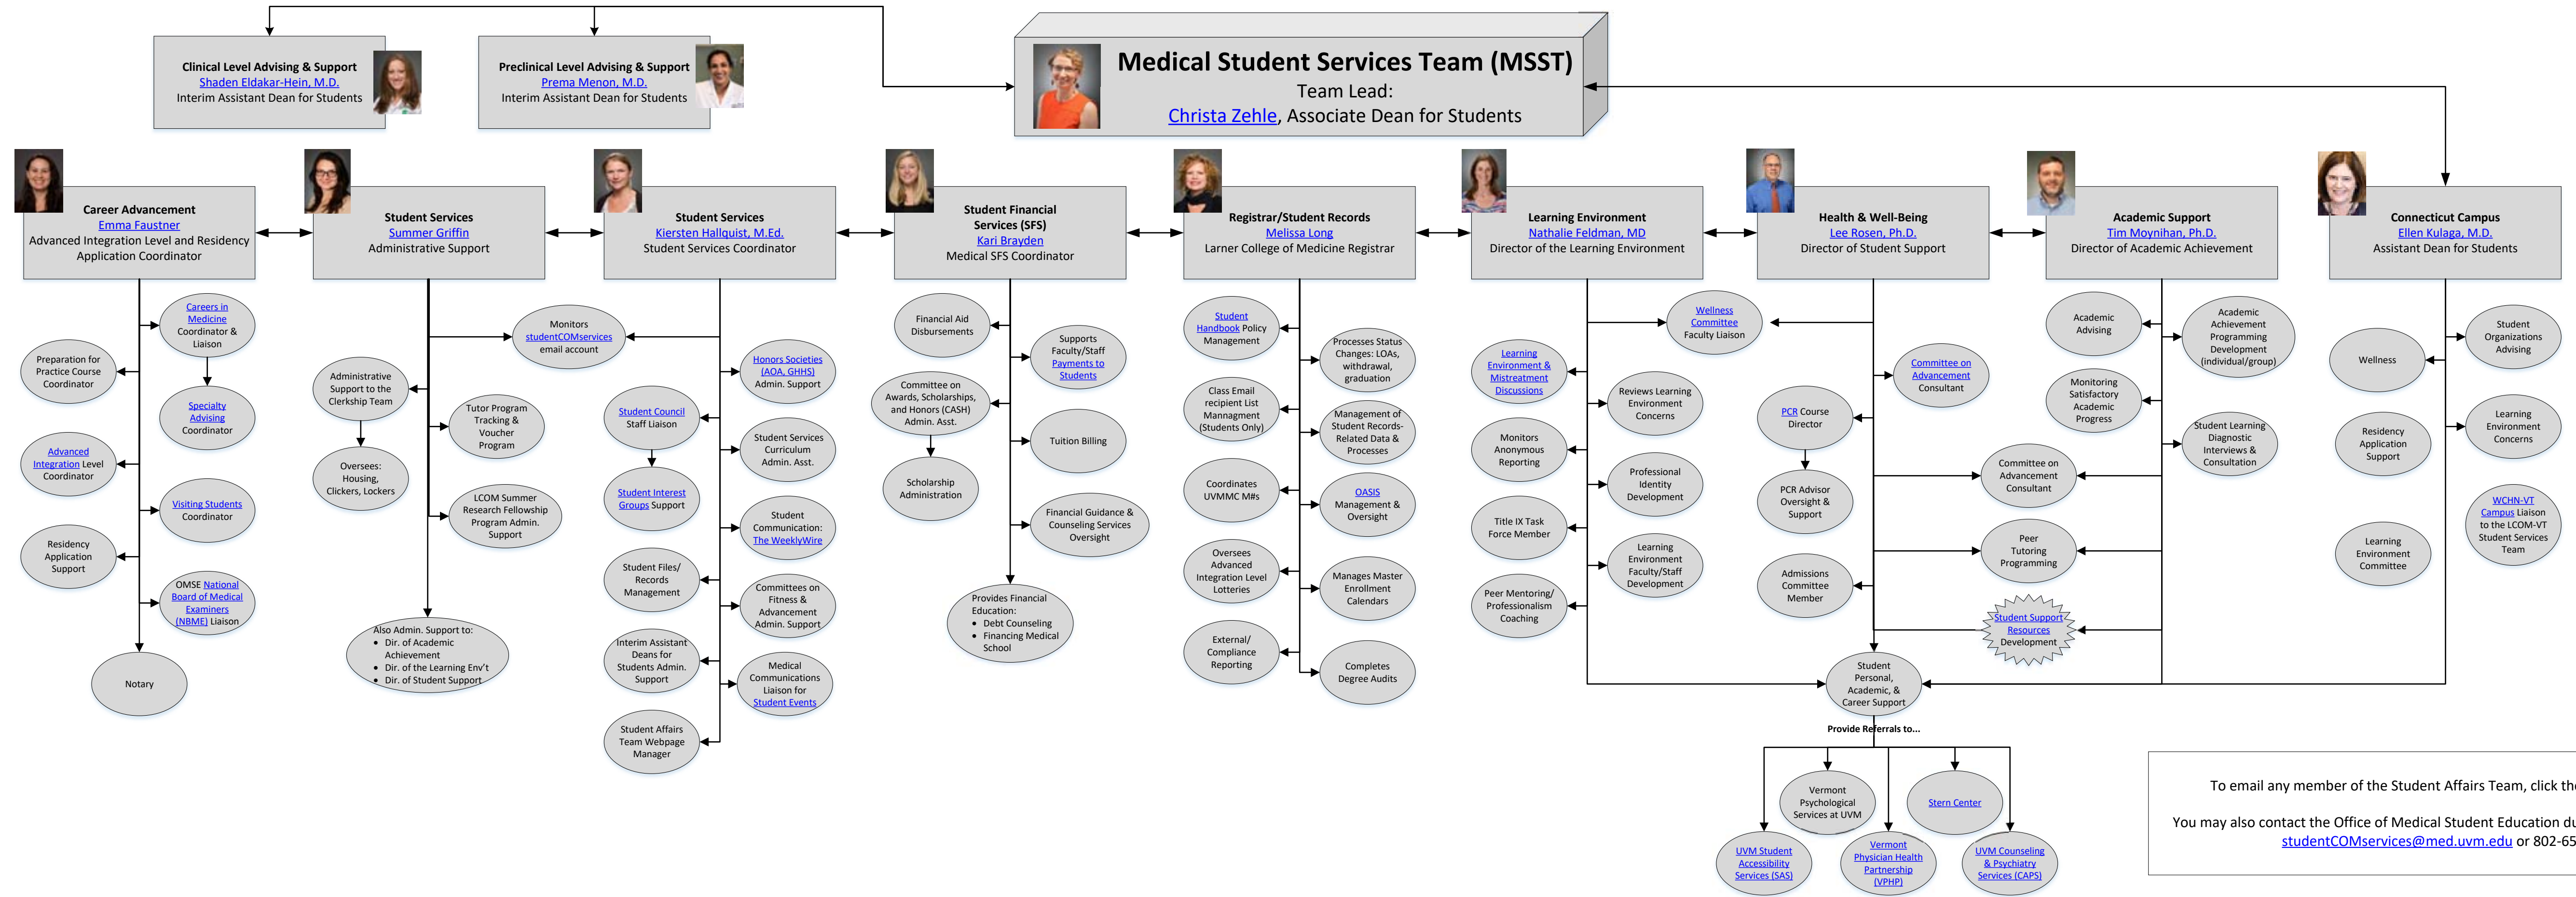 Clinical Level Advising & Support
Shaden Eldakar-Hein, M.D.
Interim Assistant Dean for Students
Preclinical Level Advising & Support
Prema Menon, M.D.
Interim Assistant Dean for Students
Medical Student Services Team (MSST)
Team Lead:
Christa Zehle, Associate Dean for Students
Career Advancement
Emma Faustner
Advanced Integration Level and Residency
Application Coordinator
Student Services
Summer Griffin
Administrative Support
Student Services
Kiersten Hallquist, M.Ed.
Student Services Coordinator
Student Financial
Services (SFS)
Kari Brayden
Medical SFS Coordinator
Registrar/Student Records
Melissa Long
Larner College of Medicine Registrar
Learning Environment
Nathalie Feldman, MD
Director of the Learning Environment
Health & Well-Being
Lee Rosen, Ph.D.
Director of Student Support
Academic Support
Tim Moynihan, Ph.D.
Director of Academic Achievement
Connecticut Campus
Ellen Kulaga, M.D.
Assistant Dean for Students
Careers in
Medicine
Coordinator &
Liaison
Preparation for
Practice Course
Coordinator
Specialty
Advising
Coordinator
Advanced
Integration Level
Coordinator
Visiting Students
Coordinator
Residency
Application
Support
OMSE National
Board of Medical
Examiners
(NBME) Liaison
Notary
Monitors
studentCOMservices
email account
Administrative
Support to the
Clerkship Team
Tutor Program
Tracking &
Voucher
Program
Oversees:
Housing,
Clickers, Lockers
LCOM Summer
Research Fellowship
Program Admin.
Support
Also Admin. Support to:
• Dir. of Academic
Achievement
• Dir. of the Learning Env't
• Dir. of Student Support
Honors Societies
(AOA, GHHS)
Admin. Support
Student Council
Staff Liaison
Student Services
Curriculum
Admin. Asst.
Student Interest
Groups Support
Student
Communication:
The WeeklyWire
Student Files/
Records
Management
Committees on
Fitness &
Advancement
Admin. Support
Interim Assistant
Deans for
Students Admin.
Support
Medical
Communications
Liaison for
Student Events
Student Affairs
Team Webpage
Manager
Financial Aid
Disbursements
Supports
Faculty/Staff
Payments to
Students
Committee on
Awards, Scholarships,
and Honors (CASH)
Admin. Asst.
Tuition Billing
Scholarship
Administration
Financial Guidance &
Counseling Services
Oversight
Provides Financial
Education:
• Debt Counseling
• Financing Medical
School
Student
Handbook Policy
Management
Processes Status
Changes: LOAs,
withdrawal,
graduation
Class Email
recipient List
Mannagment
(Students Only)
Management of
Student Records-
Related Data &
Processes
Coordinates
UVMMC M#s
OASIS
Management &
Oversight
Oversees
Advanced
Integration Level
Lotteries
Manages Master
Enrollment
Calendars
External/
Compliance
Reporting
Completes
Degree Audits
Wellness
Committee
Faculty Liaison
Learning
Environment &
Mistreatment
Discussions
Reviews Learning
Environment
Concerns
Monitors
Anonymous
Reporting
Professional
Identity
Development
Title IX Task
Force Member
Learning
Environment
Faculty/Staff
Development
Peer Mentoring/
Professionalism
Coaching
Committee on
Advancement
Consultant
PCR Course
Director
Committee on
Advancement
Consultant
PCR Advisor
Oversight &
Support
Peer
Tutoring
Programming
Admissions
Committee
Member
Student Support
Resources
Development
Student
Personal,
Academic, &
Career Support
Academic
Advising
Academic
Achievement
Programming
Development
(individual/group)
Monitoring
Satisfactory
Academic
Progress
Student Learning
Diagnostic
Interviews &
Consultation
Student
Organizations
Advising
Wellness
Learning
Environment
Concerns
Residency
Application
Support
WCHN-VT
Campus Liaison
to the LCOM-VT
Student Services
Team
Learning
Environment
Committee
Provide Referrals to...
Vermont
Psychological
Services at UVM
Stern Center
UVM Student
Accessibility
Services (SAS)
Vermont
Physician Health
Partnership
(VPHP)
UVM Counseling
& Psychiatry
Services (CAPS)
To email any member of the Student Affairs Team, click
You may also contact the Office of Medical Student Education
studentCOMservices@med.uvm.edu or